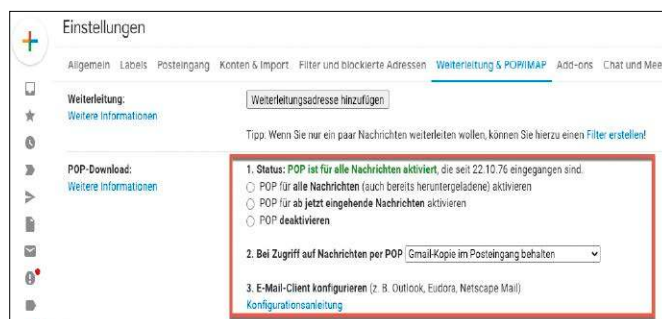 Einstellungen
Allgemein Labels Posteingang Konten & Import Filter und blockierte Adressen Weiterleitung & POP/IMAP Add-ons Chat und Mee
Weiterleitung:
Weitere Informationen
Weiterleitungsadresse hinzufügen
Tipp: Wenn Sie nur ein paar Nachrichten weiterleiten wollen, können Sie hierzu einen Filter erstellen!
POP-Download:
Weitere Informationen
1. Status: POP ist für alle Nachrichten aktiviert, die seit 22.10.76 eingegangen sind.
POP für alle Nachrichten (auch bereits heruntergeladene) aktivieren
POP für ab jetzt eingehende Nachrichten aktivieren
POP deaktivieren
2. Bei Zugriff auf Nachrichten per POP Gmail-Kopie im Posteingang behalten
3. E-Mail-Client konfigurieren (z. B. Outlook, Eudora, Netscape Mail)
Konfigurationsanleitung